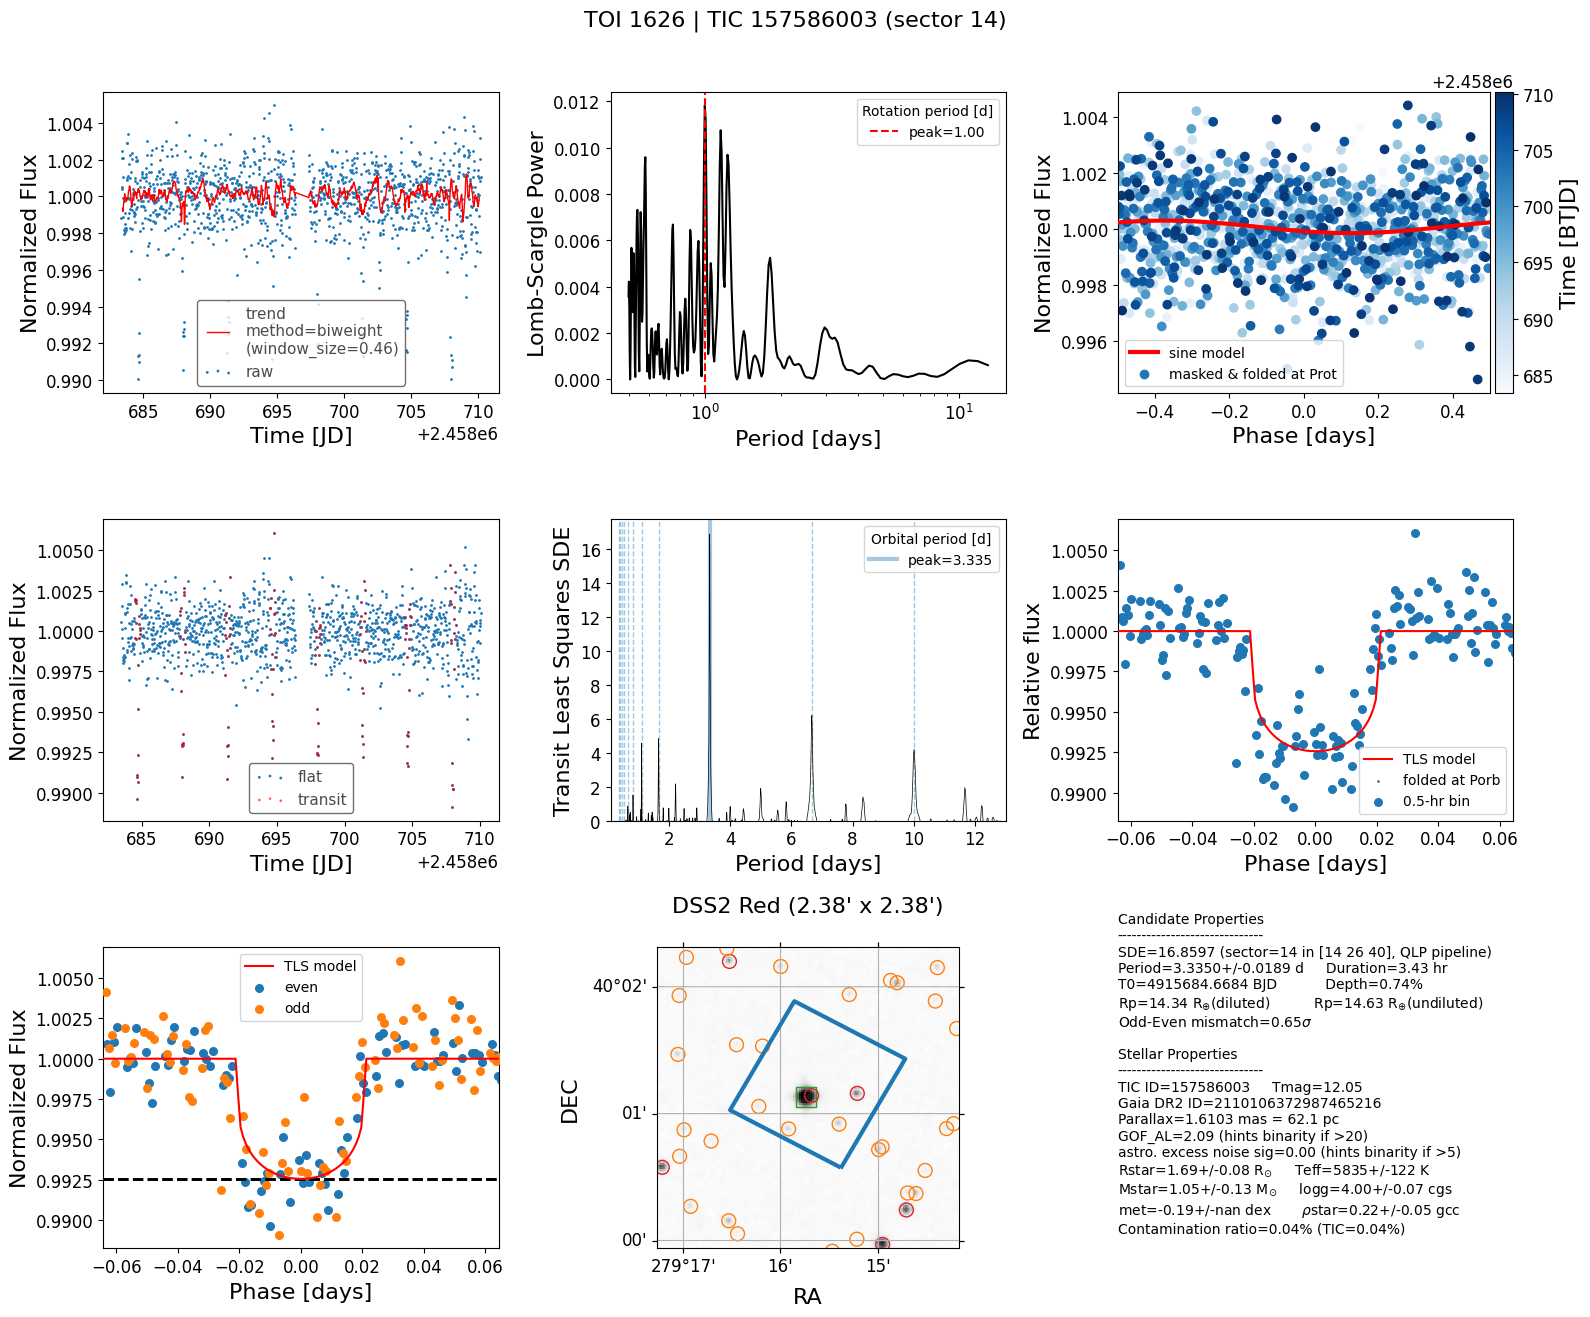 TOI 1626 | TIC 157586003 (sector 14)
Normalized Flux
1.004
1.002
1.000
0.998
0.996
0.994
0.992
0.990
trend
method=biweight
(window_size=0.46)
raw
685 690 695 700 705 710
Time [JD]
+2.458e6
Lomb-Scargle Power
0.012
0.010
0.008
0.006
0.004
0.002
0.000
Rotation period [d]
peak=1.00
10⁰ 10¹
Period [days]
Normalized Flux
1.004
1.002
1.000
0.998
0.996
sine model
masked & folded at Prot
−0.4 −0.2 0.0 0.2 0.4
Phase [days]
+2.458e6
710
705
700
695
690
685
Time [BTJD]
Normalized Flux
1.0050
1.0025
1.0000
0.9975
0.9950
0.9925
0.9900
flat
transit
685 690 695 700 705 710
Time [JD]
+2.458e6
Transit Least Squares SDE
16
14
12
10
8
6
4
2
0
Orbital period [d]
peak=3.335
2 4 6 8 10 12
Period [days]
Relative flux
1.0050
1.0025
1.0000
0.9975
0.9950
0.9925
0.9900
TLS model
folded at Porb
0.5-hr bin
−0.06 −0.04 −0.02 0.00 0.02 0.04 0.06
Phase [days]
Normalized Flux
1.0050
1.0025
1.0000
0.9975
0.9950
0.9925
0.9900
TLS model
even
odd
−0.06 −0.04 −0.02 0.00 0.02 0.04 0.06
Phase [days]
DSS2 Red (2.38' x 2.38')
DEC
40°02'
01'
00'
279°17' 16' 15'
RA
Candidate Properties
------------------------------
SDE=16.8597 (sector=14 in [14 26 40], QLP pipeline)
Period=3.3350+/-0.0189 d Duration=3.43 hr
T0=4915684.6684 BJD Depth=0.74%
Rp=14.34 R⊕(diluted) Rp=14.63 R⊕(undiluted)
Odd-Even mismatch=0.65σ
Stellar Properties
------------------------------
TIC ID=157586003 Tmag=12.05
Gaia DR2 ID=2110106372987465216
Parallax=1.6103 mas = 62.1 pc
GOF_AL=2.09 (hints binarity if >20)
astro. excess noise sig=0.00 (hints binarity if >5)
Rstar=1.69+/-0.08 R⊙ Teff=5835+/-122 K
Mstar=1.05+/-0.13 M⊙ logg=4.00+/-0.07 cgs
met=-0.19+/-nan dex ρstar=0.22+/-0.05 gcc
Contamination ratio=0.04% (TIC=0.04%)